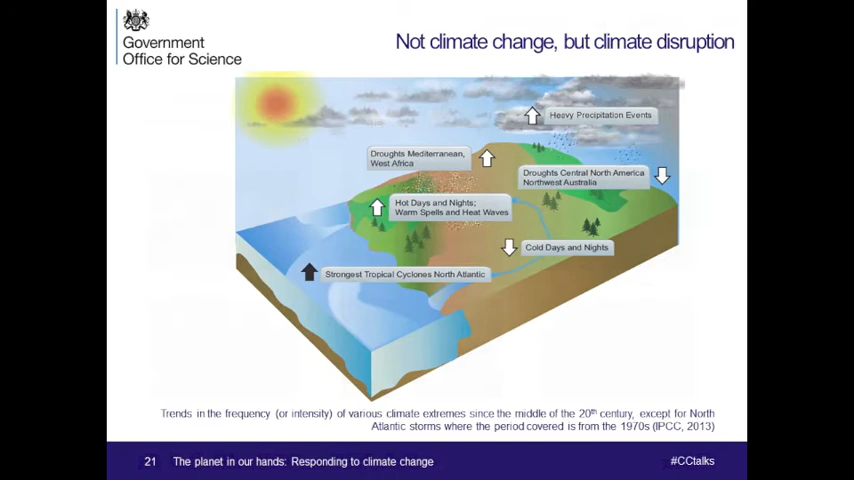 Government
Office for Science
Not climate change, but climate disruption
Heavy Precipitation Events
Droughts Mediterranean,
West Africa
Droughts Central North America
Northwest Australia
Hot Days and Nights;
Warm Spells and Heat Waves
Cold Days and Nights
Strongest Tropical Cyclones North Atlantic
Trends in the frequency (or intensity) of various climate extremes since the middle of the 20th century, except for North
Atlantic storms where the period covered is from the 1970s (IPCC, 2013)
21 The planet in our hands: Responding to climate change
#CCtalks